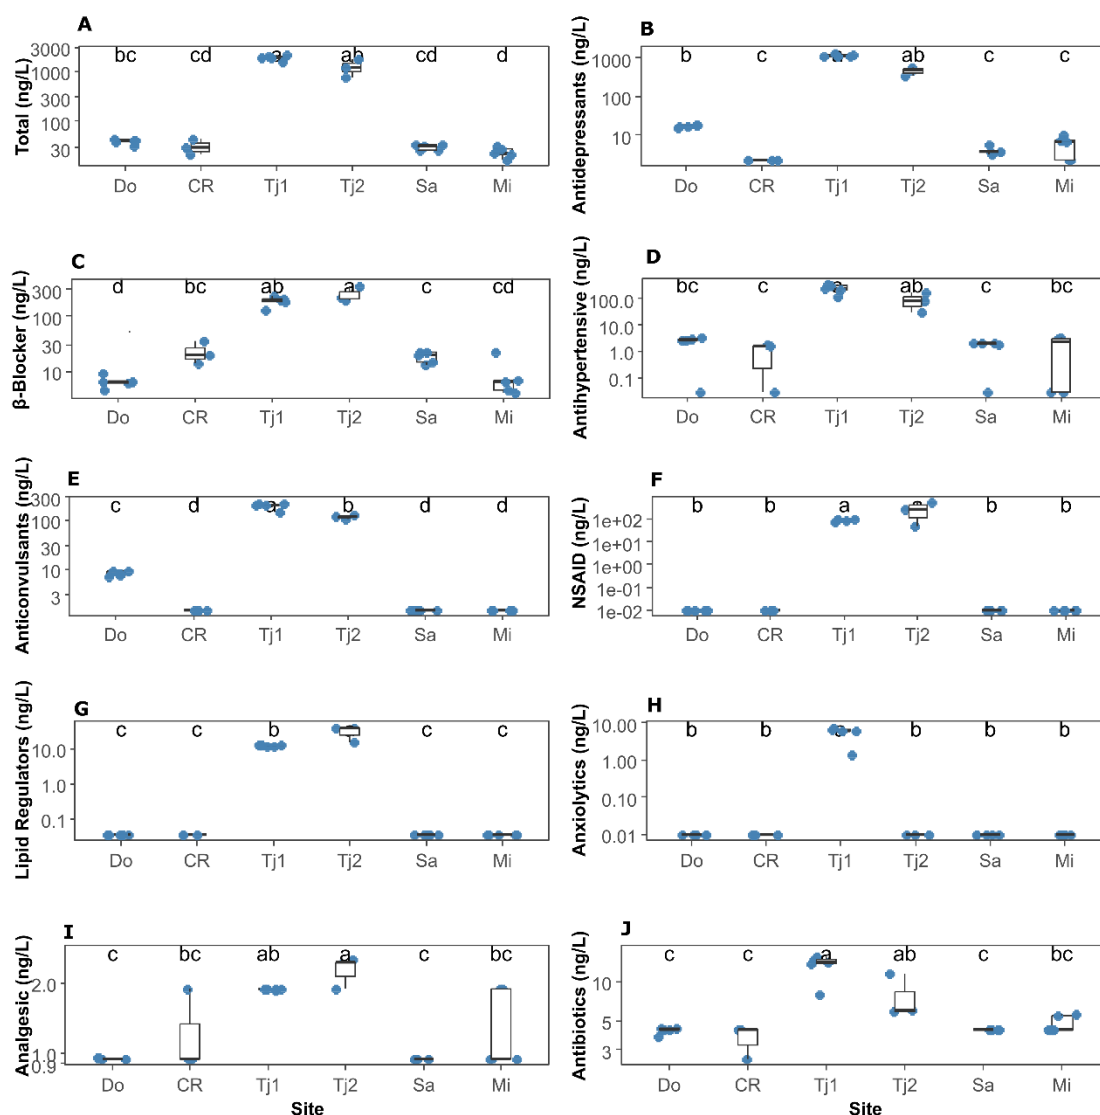 A
Total (ng/L)
3000
1000
300
100
30
bc cd a ab cd d
Do CR Tj1 Tj2 Sa Mi
B
Antidepressants (ng/L)
1000
100
10
b c a ab c c
Do CR Tj1 Tj2 Sa Mi
C
β-Blocker (ng/L)
300
100
30
10
d bc ab a c cd
Do CR Tj1 Tj2 Sa Mi
D
Antihypertensive (ng/L)
100.0
10.0
1.0
0.1
bc c a ab bc bc
Do CR Tj1 Tj2 Sa Mi
E
Anticonvulsants (ng/L)
300
100
30
10
3
c d a b d d
Do CR Tj1 Tj2 Sa Mi
F
NSAID (ng/L)
1e+02
1e+01
1e+00
1e-01
1e-02
b b a a b b
Do CR Tj1 Tj2 Sa Mi
G
Lipid Regulators (ng/L)
10.0
1.0
0.1
c c b a c c
Do CR Tj1 Tj2 Sa Mi
H
Anxiolytics (ng/L)
10.00
1.00
0.10
0.01
b b a b b b
Do CR Tj1 Tj2 Sa Mi
I
Analgesic (ng/L)
2.0
1.0
0.9
c bc ab a c bc
Do CR Tj1 Tj2 Sa Mi
Site
J
Antibiotics (ng/L)
10
5
3
c c a ab c bc
Do CR Tj1 Tj2 Sa Mi
Site